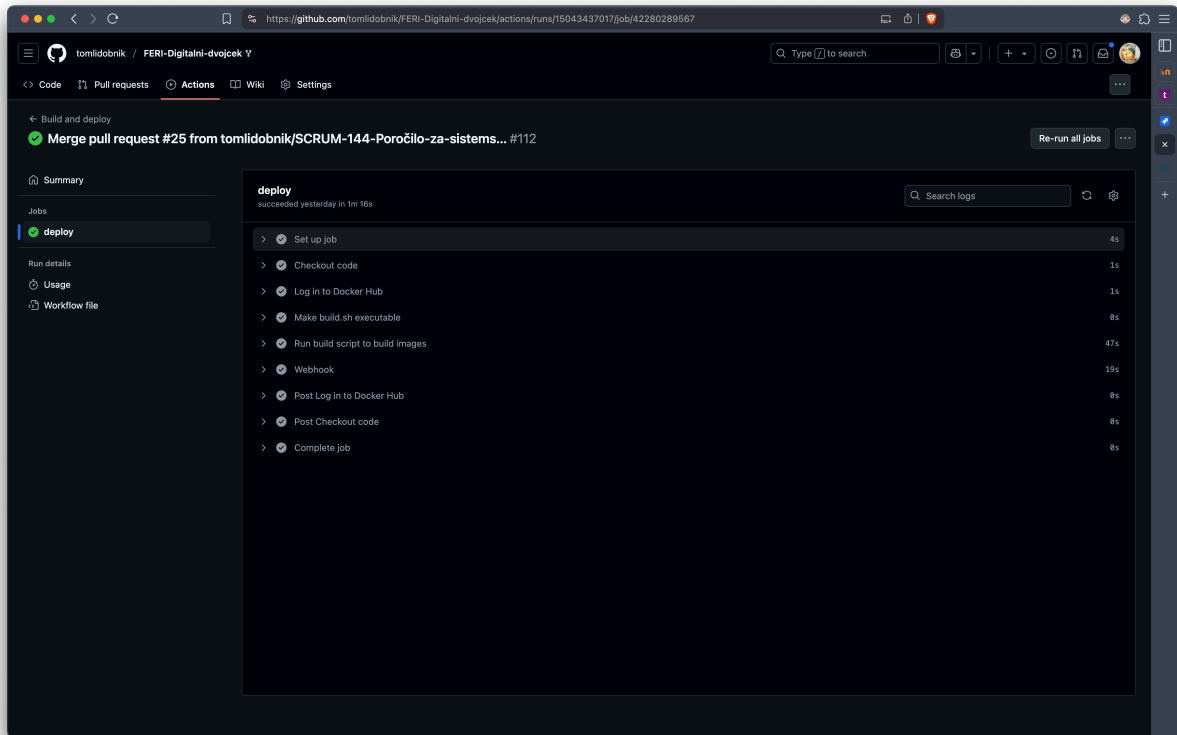 https://github.com/tomlidobnik/FERI-Digitalni-dvojcek/actions/runs/15043437017/job/42280289567
tomlidobnik / FERI-Digitalni-dvojcek
Type / to search
Code Pull requests Actions Wiki Settings
← Build and deploy
Merge pull request #25 from tomlidobnik/SCRUM-144-Poročilo-za-sistems... #112
Re-run all jobs
Summary
Jobs
deploy
Run details
Usage
Workflow file
deploy
succeeded yesterday in 1m 16s
Search logs
Set up job 4s
Checkout code 1s
Log in to Docker Hub 1s
Make build.sh executable 0s
Run build script to build images 47s
Webhook 19s
Post Log in to Docker Hub 0s
Post Checkout code 0s
Complete job 0s
t